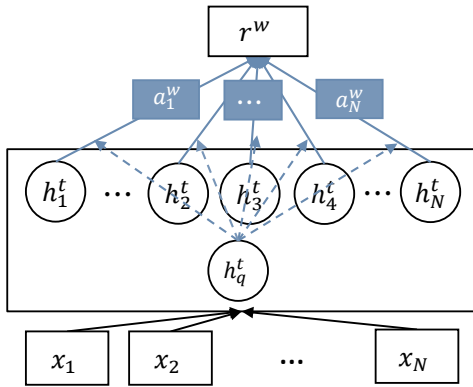 r^w
a_1^w ... a_N^w
h_1^t ... h_2^t h_3^t h_4^t ... h_N^t
h_q^t
x_1 x_2 ... x_N